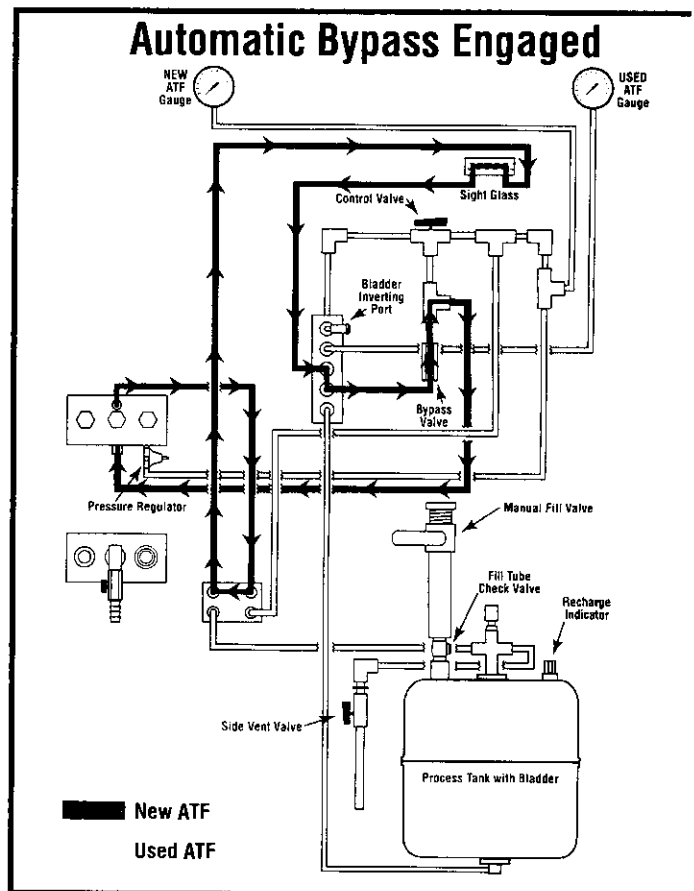 Automatic Bypass Engaged
NEW
ATF
Gauge
USED
ATF
Gauge
Sight Glass
Control Valve
Bladder
Inverting
Port
Bypass
Valve
Pressure Regulator
Manual Fill Valve
Fill Tube
Check Valve
Recharge
Indicator
Side Vent Valve
Process Tank with Bladder
New ATF
Used ATF